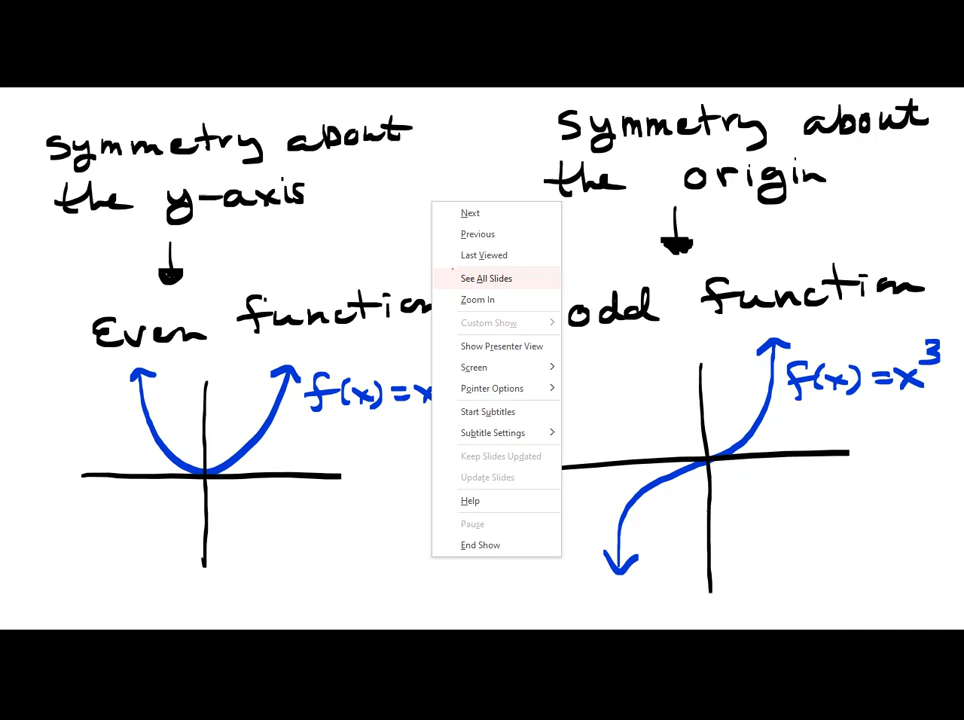 symmetry about
the y-axis
Even function
f(x) = x
symmetry about
the origin
odd function
f(x) = x³
Next
Previous
Last Viewed
See All Slides
Zoom In
Custom Show
Show Presenter View
Screen
Pointer Options
Start Subtitles
Subtitle Settings
Keep Slides Updated
Update Slides
Help
Pause
End Show